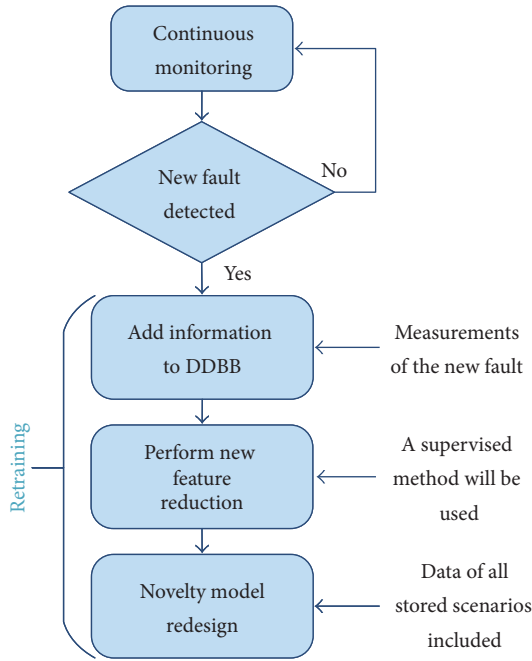 Continuous
monitoring
New fault
detected
No
Yes
Retraining
Add information
to DDBB
Measurements
of the new fault
Perform new
feature
reduction
A supervised
method will be
used
Novelty model
redesign
Data of all
stored scenarios
included